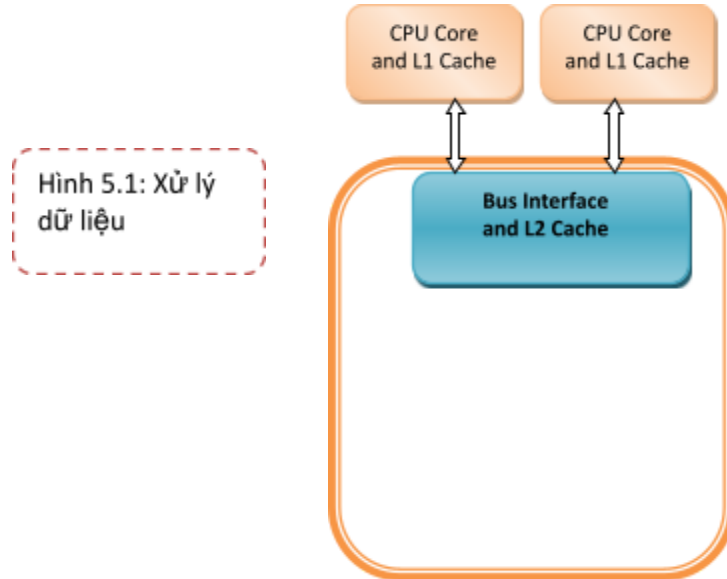 CPU Core
and L1 Cache
CPU Core
and L1 Cache
Hình 5.1: Xử lý
dữ liệu
Bus Interface
and L2 Cache